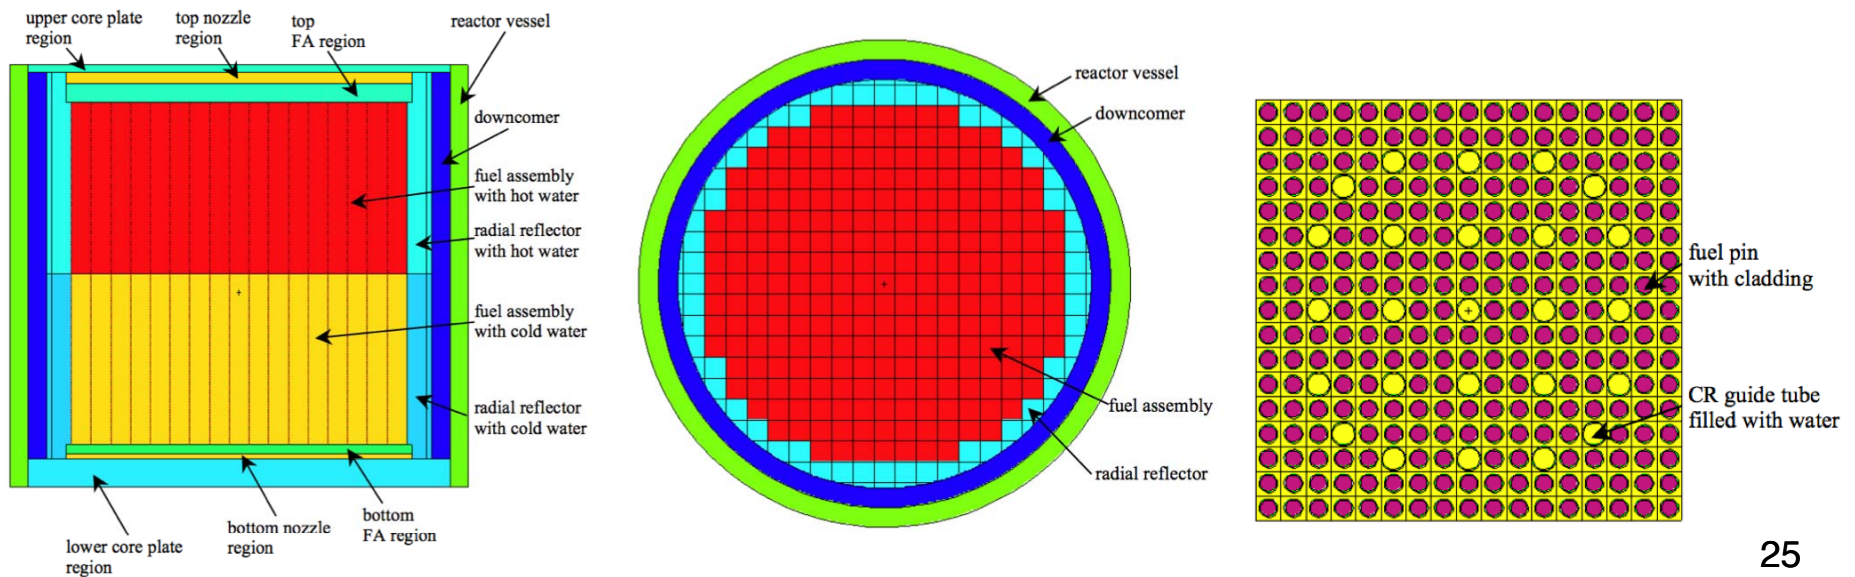 upper core plate
region
top nozzle
region
top
FA region
reactor vessel
downcomer
fuel assembly
with hot water
radial reflector
with hot water
fuel assembly
with cold water
radial reflector
with cold water
bottom
FA region
bottom nozzle
region
lower core plate
region
reactor vessel
downcomer
fuel assembly
radial reflector
fuel pin
with cladding
CR guide tube
filled with water
25